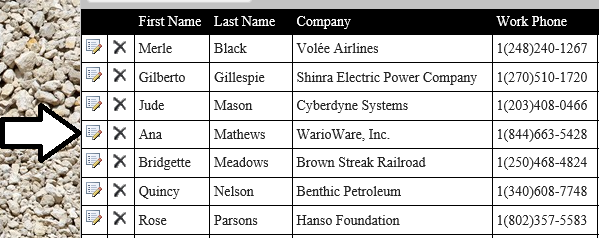 First Name Last Name Company Work Phone
Merle Black Volée Airlines 1(248)240-1267
Gilberto Gillespie Shinra Electric Power Company 1(270)510-1720
Jude Mason Cyberdyne Systems 1(203)408-0466
Ana Mathews WarioWare, Inc. 1(844)663-5428
Bridgette Meadows Brown Streak Railroad 1(250)468-4824
Quincy Nelson Benthic Petroleum 1(340)608-7748
Rose Parsons Hanso Foundation 1(802)357-5583